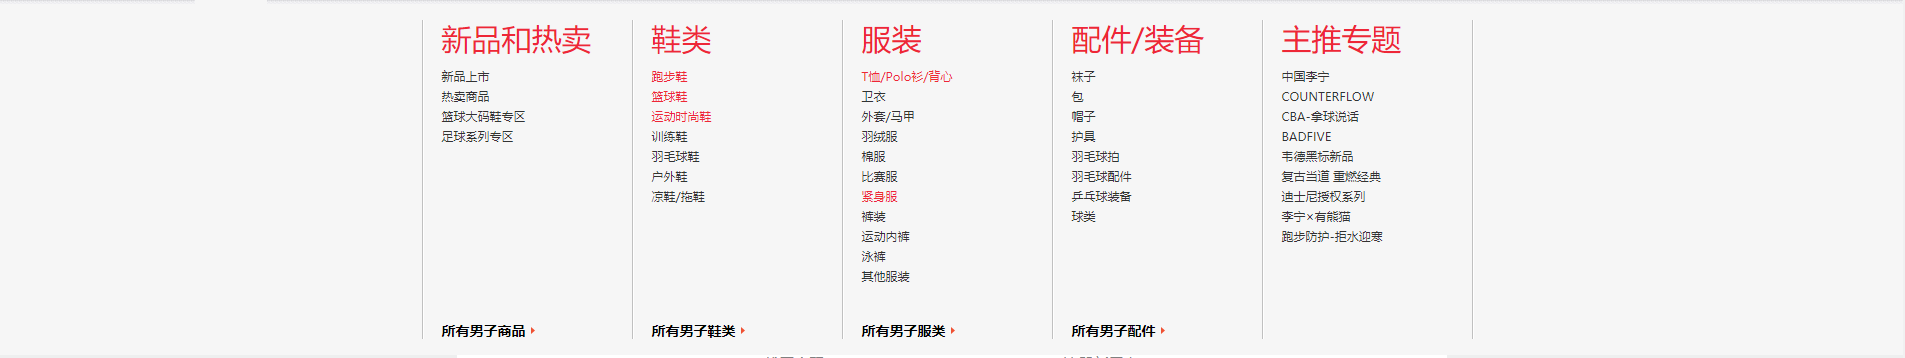 新品和热卖
新品上市
热卖商品
篮球大码鞋专区
足球系列专区
所有男子商品
鞋类
跑步鞋
篮球鞋
运动时尚鞋
训练鞋
羽毛球鞋
户外鞋
凉鞋/拖鞋
所有男子鞋类
服装
T恤/Polo衫/背心
卫衣
外套/马甲
羽绒服
棉服
比赛服
紧身服
裤装
运动内裤
泳裤
其他服装
所有男子服类
配件/装备
袜子
包
帽子
护具
羽毛球拍
羽毛球配件
乒乓球装备
球类
所有男子配件
主推专题
中国李宁
COUNTERFLOW
CBA-拿球说话
BADFIVE
韦德黑标新品
复古当道 重燃经典
迪士尼授权系列
李宁×有熊猫
跑步防护-拒水迎寒